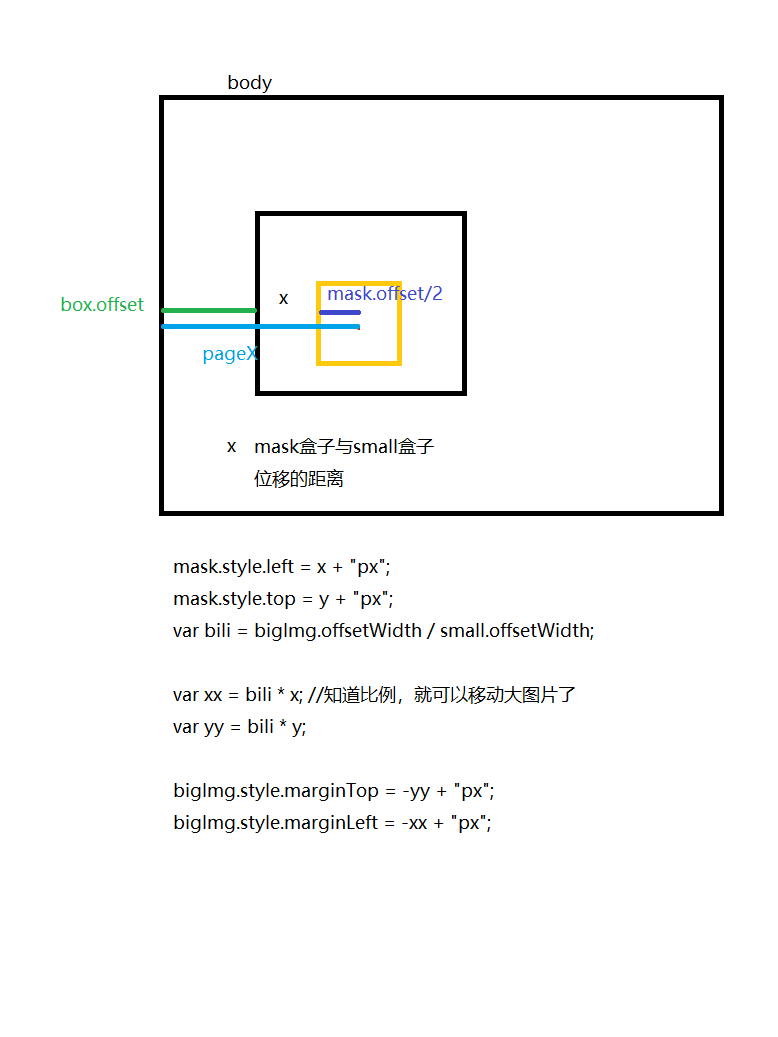 body
x
mask.offset/2
box.offset
pageX
x mask盒子与small盒子
位移的距离
mask.style.left = x + "px";
mask.style.top = y + "px";
var bili = bigImg.offsetWidth / small.offsetWidth;
var xx = bili * x; //知道比例，就可以移动大图片了
var yy = bili * y;
bigImg.style.marginTop = -yy + "px";
bigImg.style.marginLeft = -xx + "px";